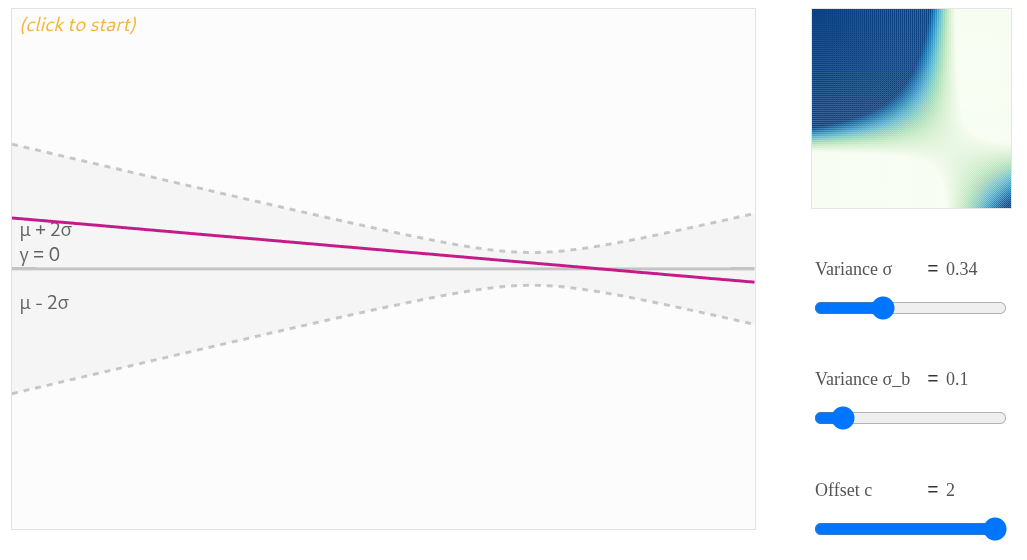 (click to start)
μ + 2σ
y = 0
μ - 2σ
Variance σ = 0.34
Variance σ_b = 0.1
Offset c = 2